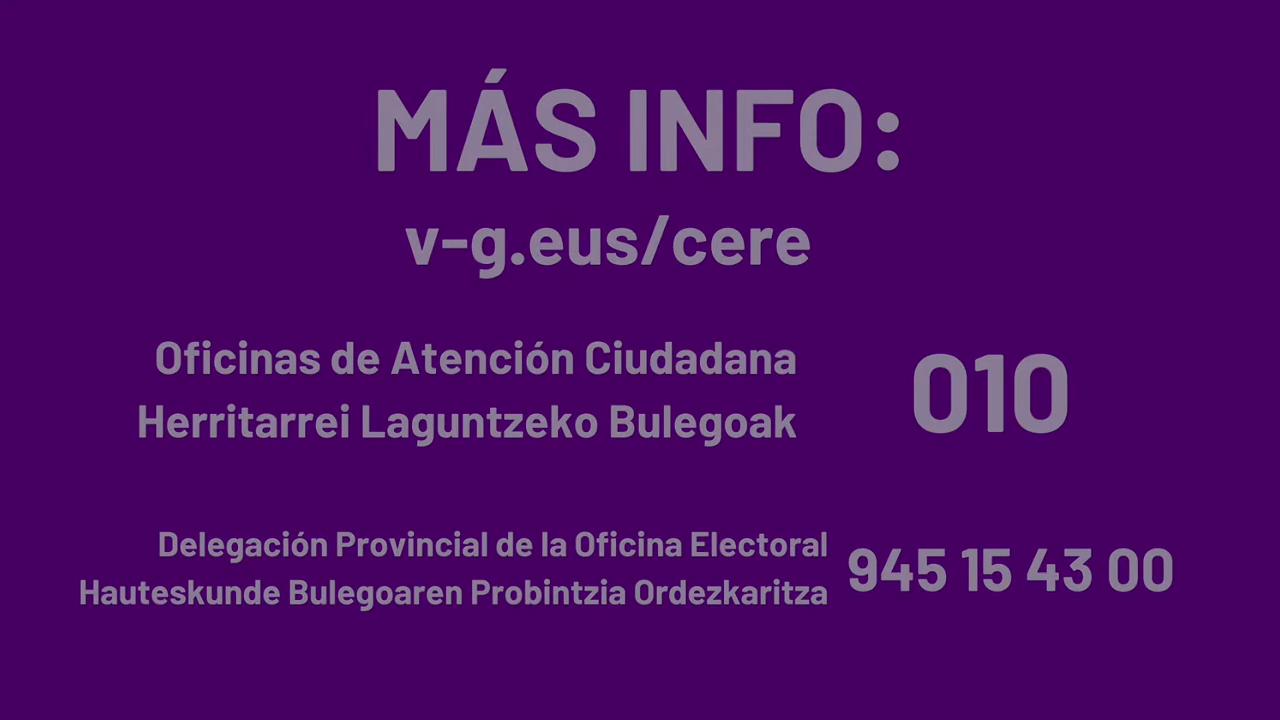 MÁS INFO:
v-g.eus/cere
Oficinas de Atención Ciudadana
Herritarrei Laguntzeko Bulegoak
010
Delegación Provincial de la Oficina Electoral
Hauteskunde Bulegoaren Probintzia Ordezkaritza
945 15 43 00